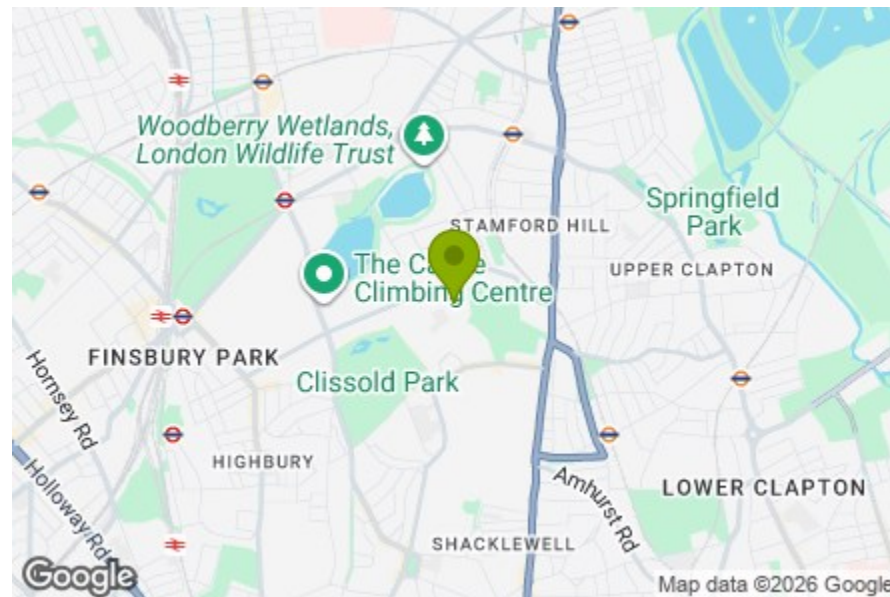 Woodberry Wetlands,
London Wildlife Trust
Springfield
Park
STAMFORD HILL
The
Climbing Centre
UPPER CLAPTON
FINSBURY PARK
Clissold Park
Hornsey Rd
HIGHBURY
Holloway Rd
Amhurst Rd
LOWER CLAPTON
SHACKLEWELL
Google
Map data ©2026 Google